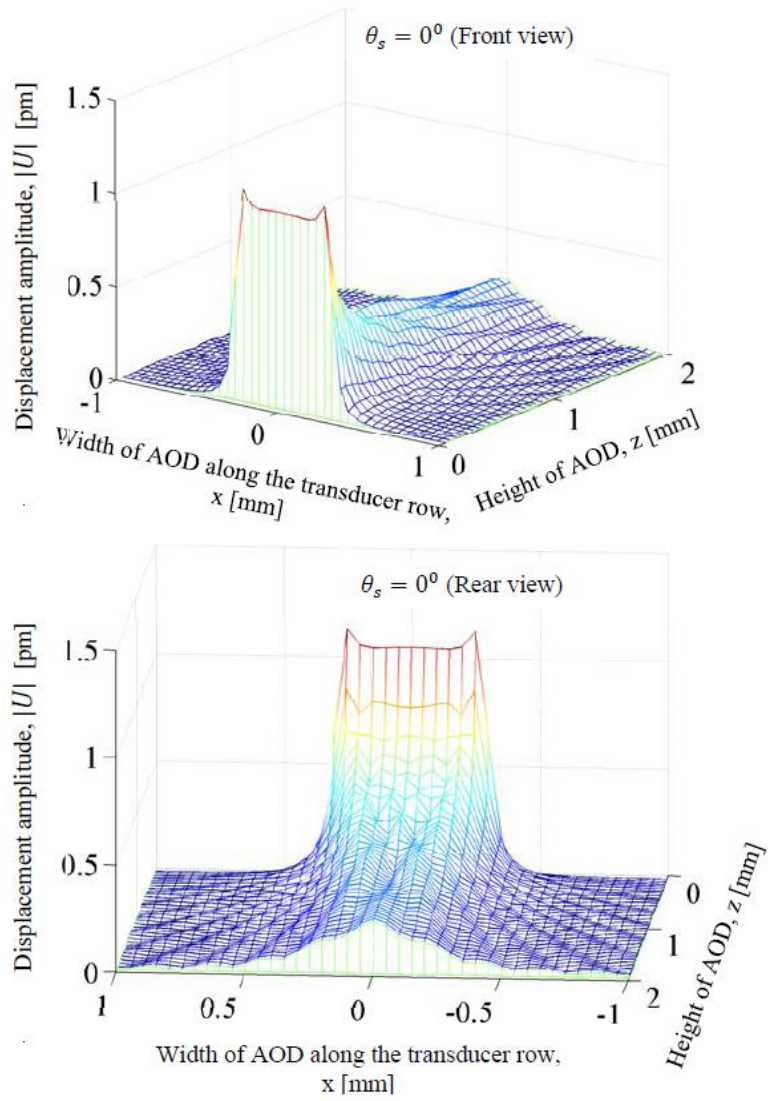 θₛ = 0⁰ (Front view)
1.5
1
0.5
0
-1
0
1
0
1
2
Displacement amplitude, |U| [pm]
Width of AOD along the transducer row,
x [mm]
Height of AOD, z [mm]
θₛ = 0⁰ (Rear view)
1.5
1
0.5
0
1
0.5
0
-0.5
-1
0
1
2
Displacement amplitude, |U| [pm]
Height of AOD, z [mm]
Width of AOD along the transducer row,
x [mm]